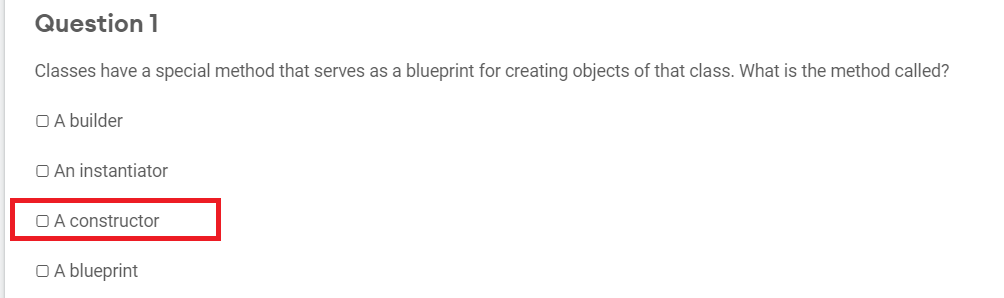 Question 1
Classes have a special method that serves as a blueprint for creating objects of that class. What is the method called?
A builder
An instantiator
A constructor
A blueprint